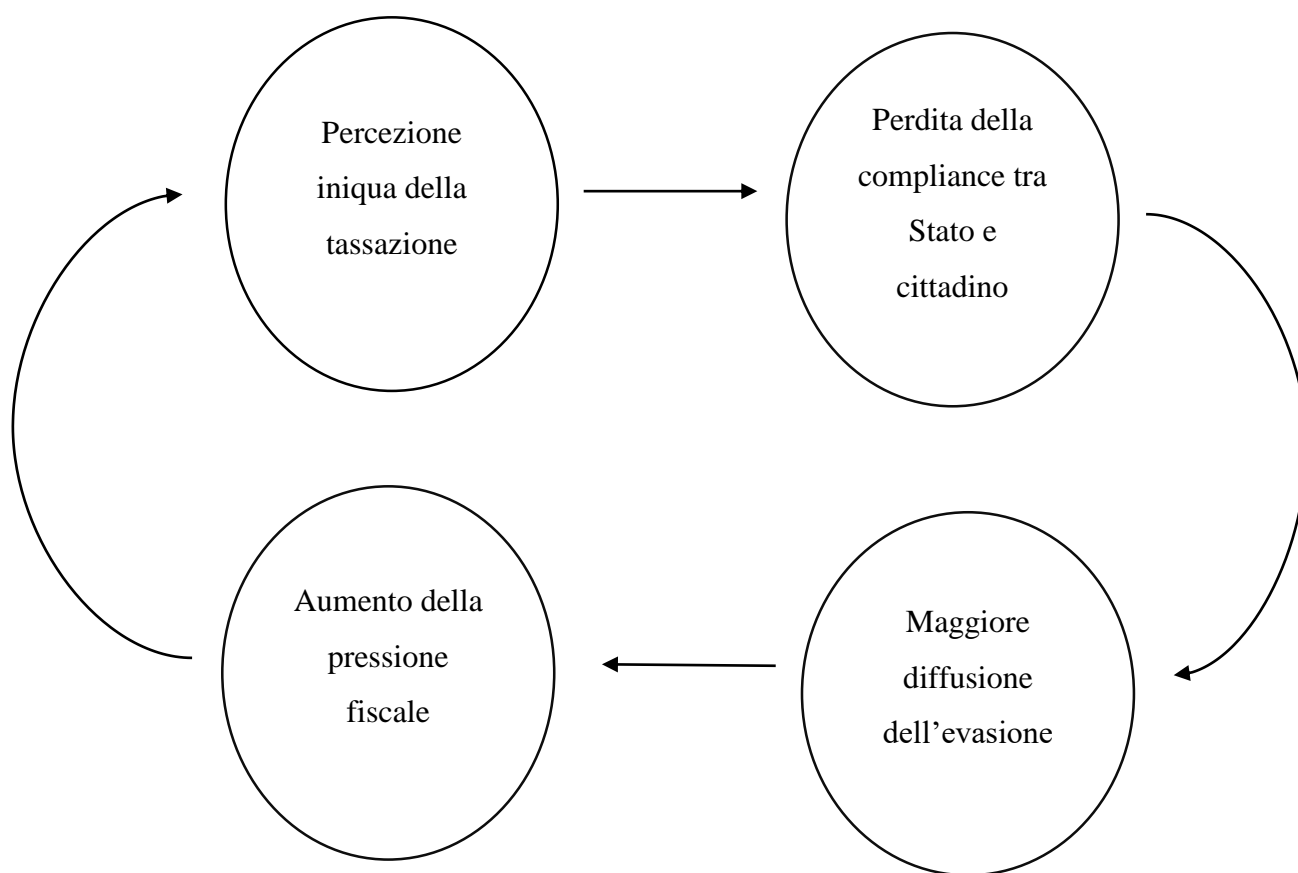 Percezione
iniqua della
tassazione
Perdita della
compliance tra
Stato e
cittadino
Maggiore
diffusione
dell’evasione
Aumento della
pressione
fiscale